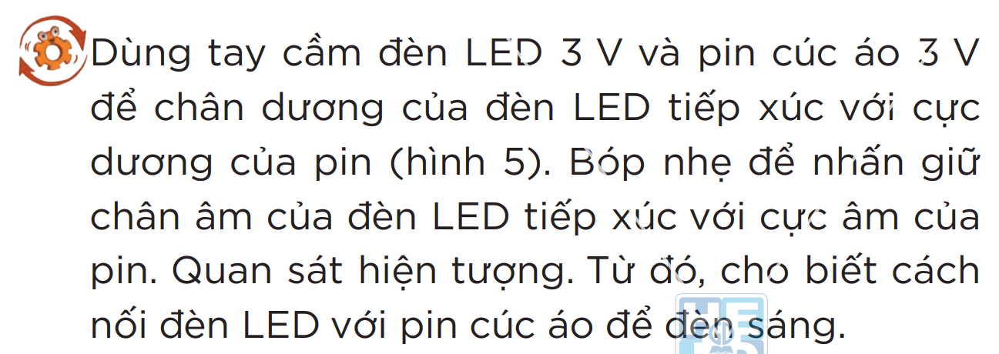 Dùng tay cầm đèn LED 3 V và pin cúc áo 3 V
để chân dương của đèn LED tiếp xúc với cực
dương của pin (hình 5). Bóp nhẹ để nhấn giữ
chân âm của đèn LED tiếp xúc với cực âm của
pin. Quan sát hiện tượng. Từ đó, cho biết cách
nối đèn LED với pin cúc áo để đèn sáng.